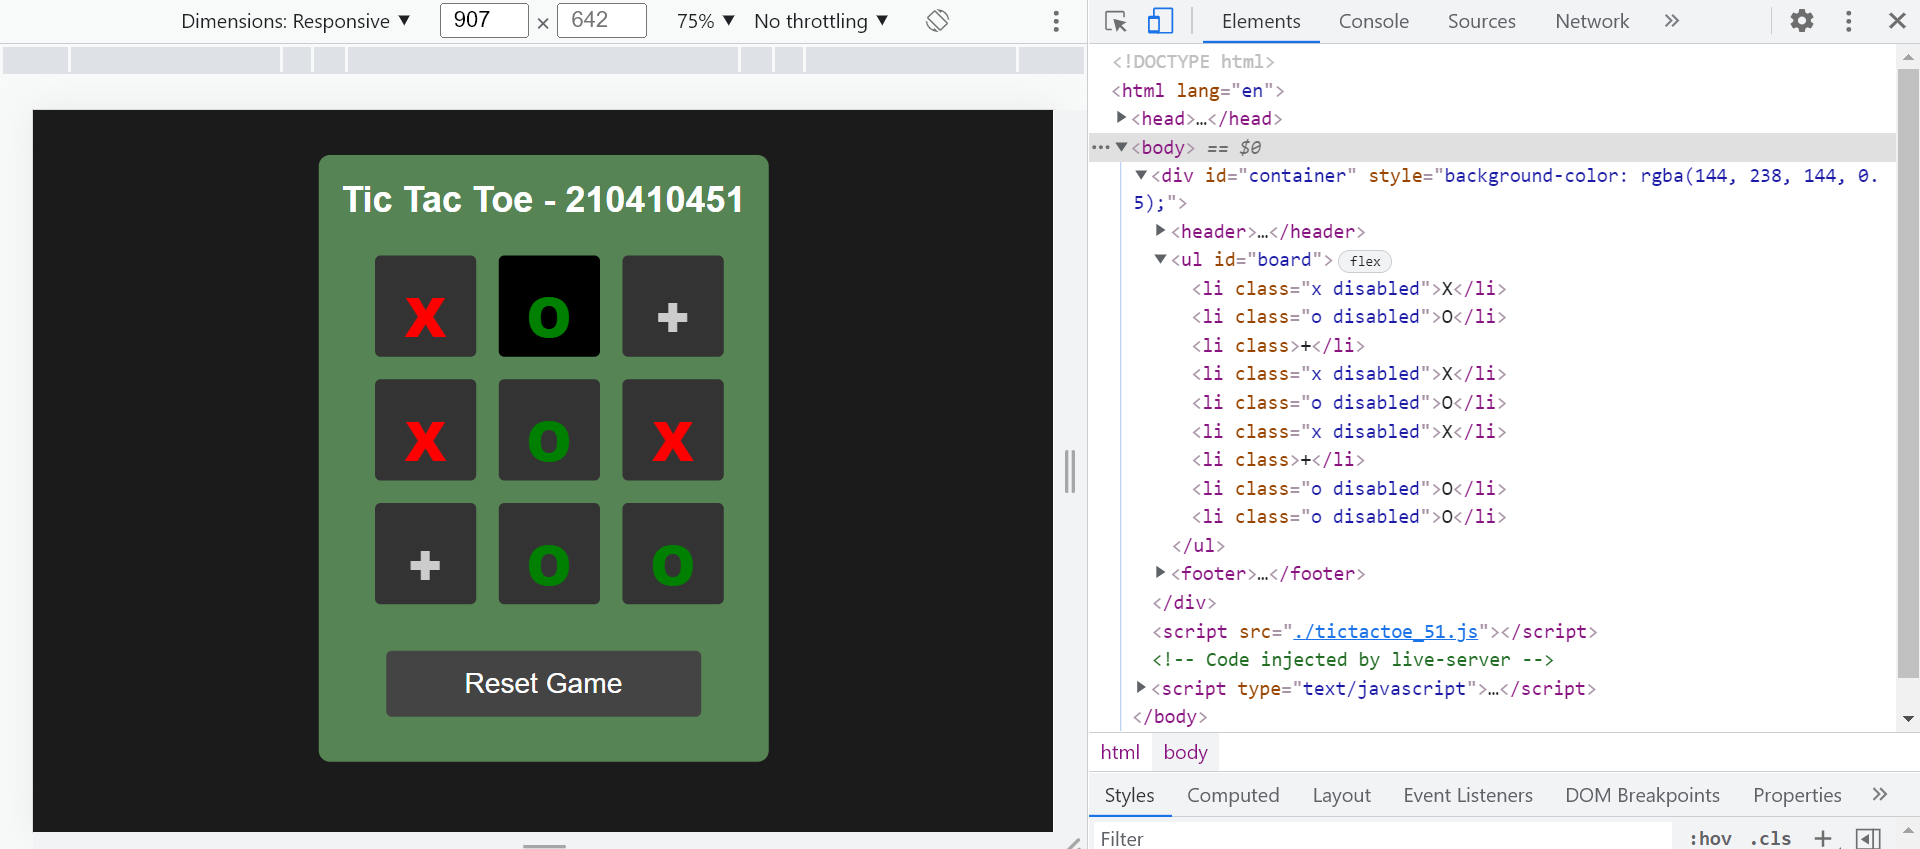 Dimensions: Responsive ▼ 907 × 642 75% ▼ No throttling ▼
Elements Console Sources Network »
Tic Tac Toe - 210410451
X O +
X O X
+ O O
Reset Game
<!DOCTYPE html>
<html lang="en">
▶<head>…</head>
…▼<body> == $0
▼<div id="container" style="background-color: rgba(144, 238, 144, 0.
5);">
▶<header>…</header>
▼<ul id="board"> flex
<li class="x disabled">X</li>
<li class="o disabled">O</li>
<li class>+</li>
<li class="x disabled">X</li>
<li class="o disabled">O</li>
<li class="x disabled">X</li>
<li class>+</li>
<li class="o disabled">O</li>
<li class="o disabled">O</li>
</ul>
▶<footer>…</footer>
</div>
<script src="./tictactoe_51.js"></script>
<!-- Code injected by live-server -->
▶<script type="text/javascript">…</script>
</body>
html body
Styles Computed Layout Event Listeners DOM Breakpoints Properties »
Filter :hov .cls +